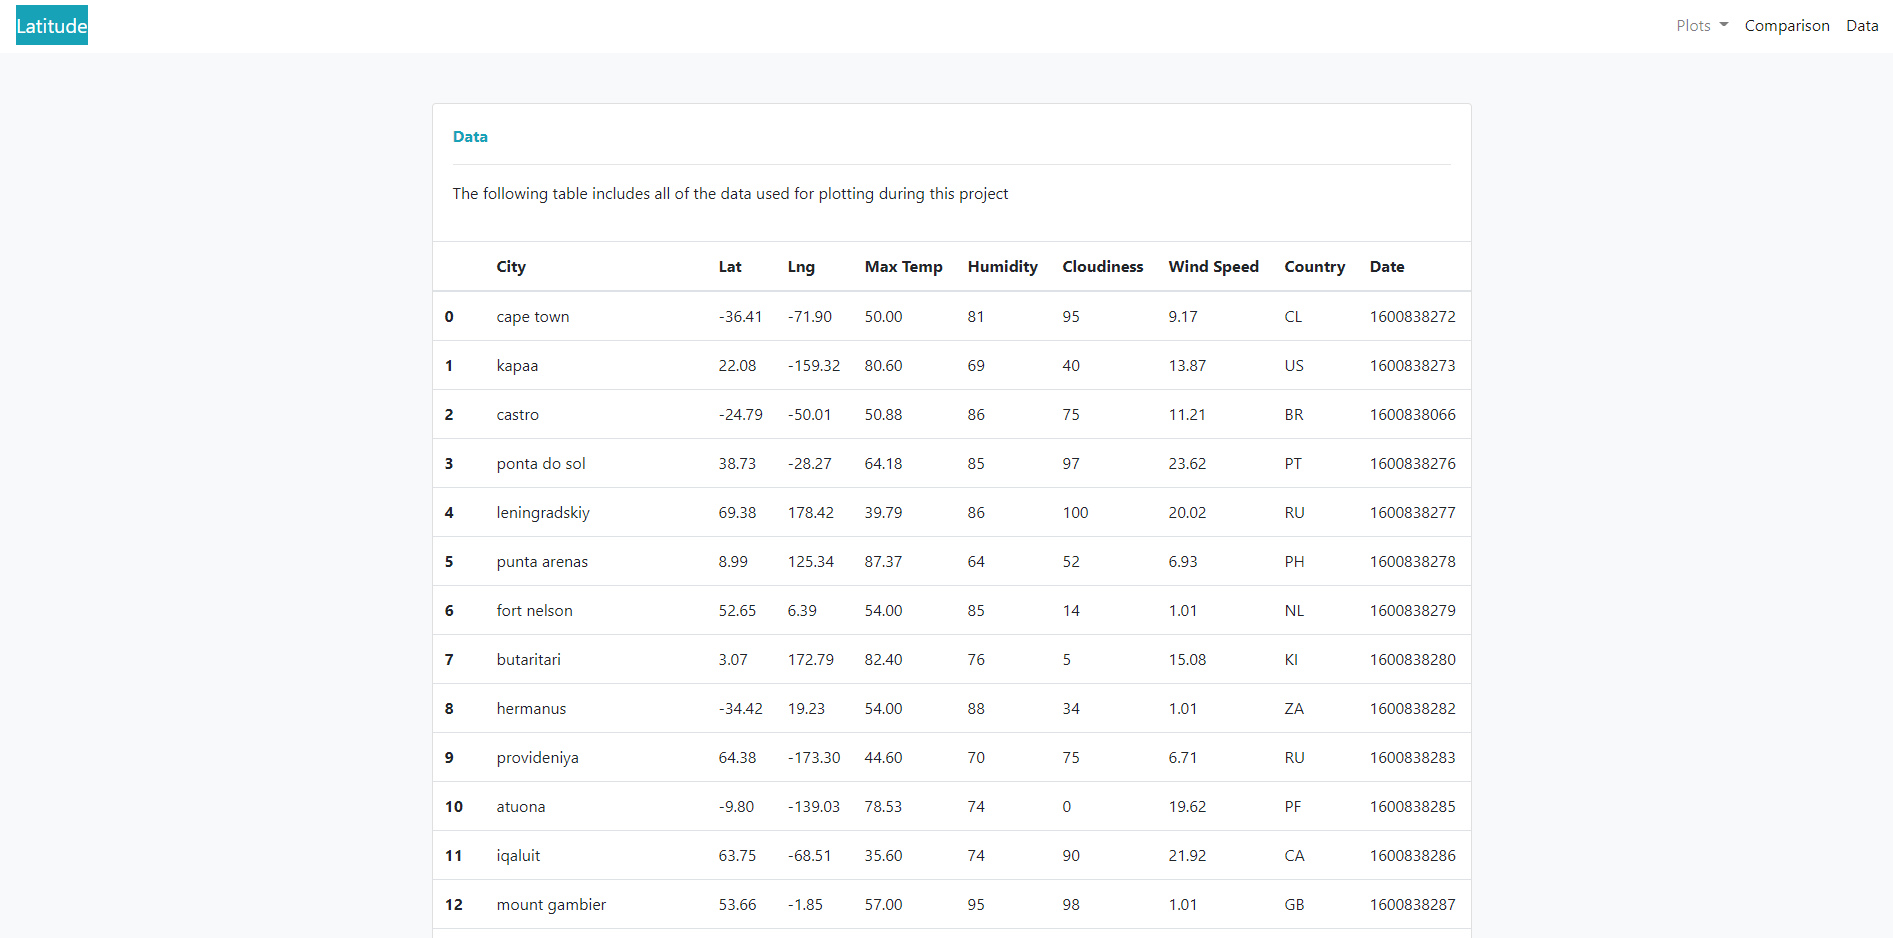 Latitude Plots Comparison Data
Data
The following table includes all of the data used for plotting during this project
City Lat Lng Max Temp Humidity Cloudiness Wind Speed Country Date
0 cape town -36.41 -71.90 50.00 81 95 9.17 CL 1600838272
1 kapaa 22.08 -159.32 80.60 69 40 13.87 US 1600838273
2 castro -24.79 -50.01 50.88 86 75 11.21 BR 1600838066
3 ponta do sol 38.73 -28.27 64.18 85 97 23.62 PT 1600838276
4 leningradskiy 69.38 178.42 39.79 86 100 20.02 RU 1600838277
5 punta arenas 8.99 125.34 87.37 64 52 6.93 PH 1600838278
6 fort nelson 52.65 6.39 54.00 85 14 1.01 NL 1600838279
7 butaritari 3.07 172.79 82.40 76 5 15.08 KI 1600838280
8 hermanus -34.42 19.23 54.00 88 34 1.01 ZA 1600838282
9 provideniya 64.38 -173.30 44.60 70 75 6.71 RU 1600838283
10 atuona -9.80 -139.03 78.53 74 0 19.62 PF 1600838285
11 iqaluit 63.75 -68.51 35.60 74 90 21.92 CA 1600838286
12 mount gambier 53.66 -1.85 57.00 95 98 1.01 GB 1600838287